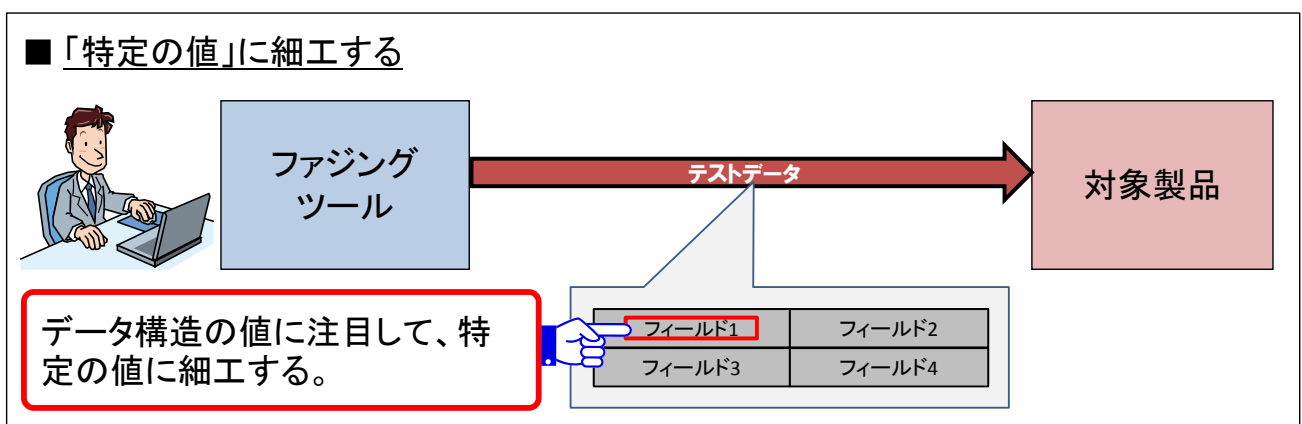 ■「特定の値」に細工する
ファジング
ツール
テストデータ
対象製品
データ構造の値に注目して、特
定の値に細工する。
フィールド1
フィールド2
フィールド3
フィールド4